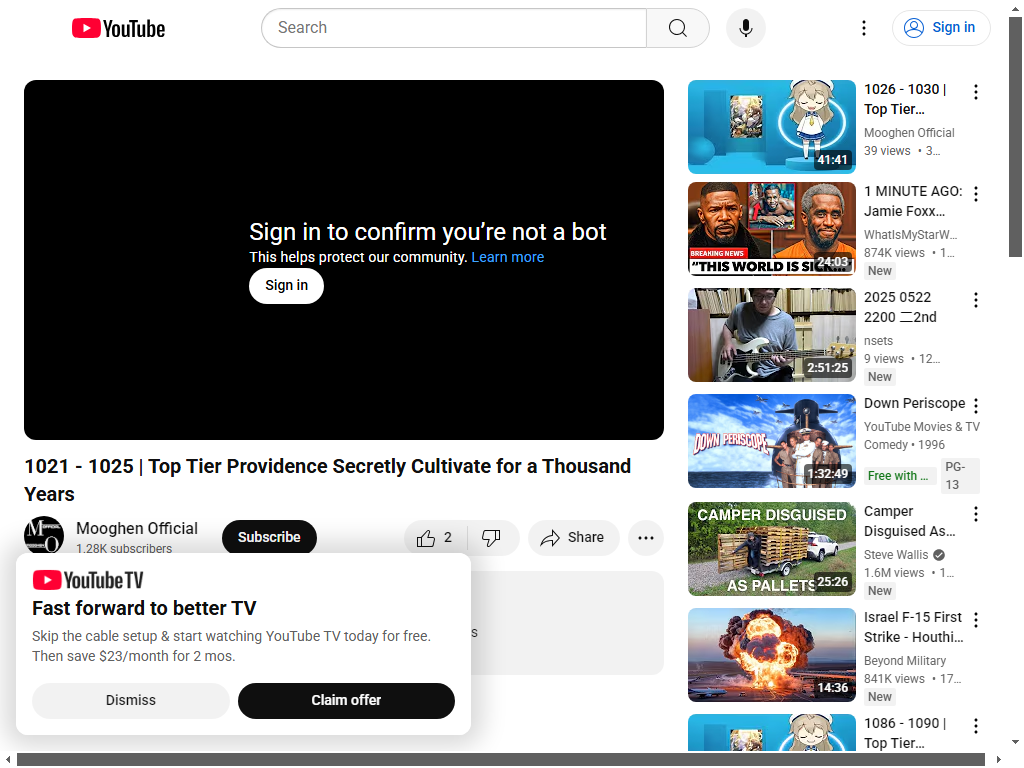 YouTube
Search
Sign in
Sign in to confirm you’re not a bot
This helps protect our community. Learn more
Sign in
1021 - 1025 | Top Tier Providence Secretly Cultivate for a Thousand
Years
Mooghen Official
1.28K subscribers
Subscribe
2
Share
s
YouTube TV
Fast forward to better TV
Skip the cable setup & start watching YouTube TV today for free.
Then save $23/month for 2 mos.
Dismiss
Claim offer
41:41
1026 - 1030 |
Top Tier…
Mooghen Official
39 views • 3…
BREAKING NEWS
"THIS WORLD IS SICK..."
24:03
1 MINUTE AGO:
Jamie Foxx…
WhatIsMyStarW…
874K views • 1…
New
2:51:25
2025 0522
2200 二2nd
nsets
9 views • 12…
New
DOWN PERISCOPE
1:32:49
Down Periscope
YouTube Movies & TV
Comedy • 1996
Free with …
PG-
13
CAMPER DISGUISED
AS PALLETS
25:26
Camper
Disguised As…
Steve Wallis
1.6M views • 1…
New
14:36
Israel F-15 First
Strike - Houthi…
Beyond Military
841K views • 17…
New
1086 - 1090 |
Top Tier…